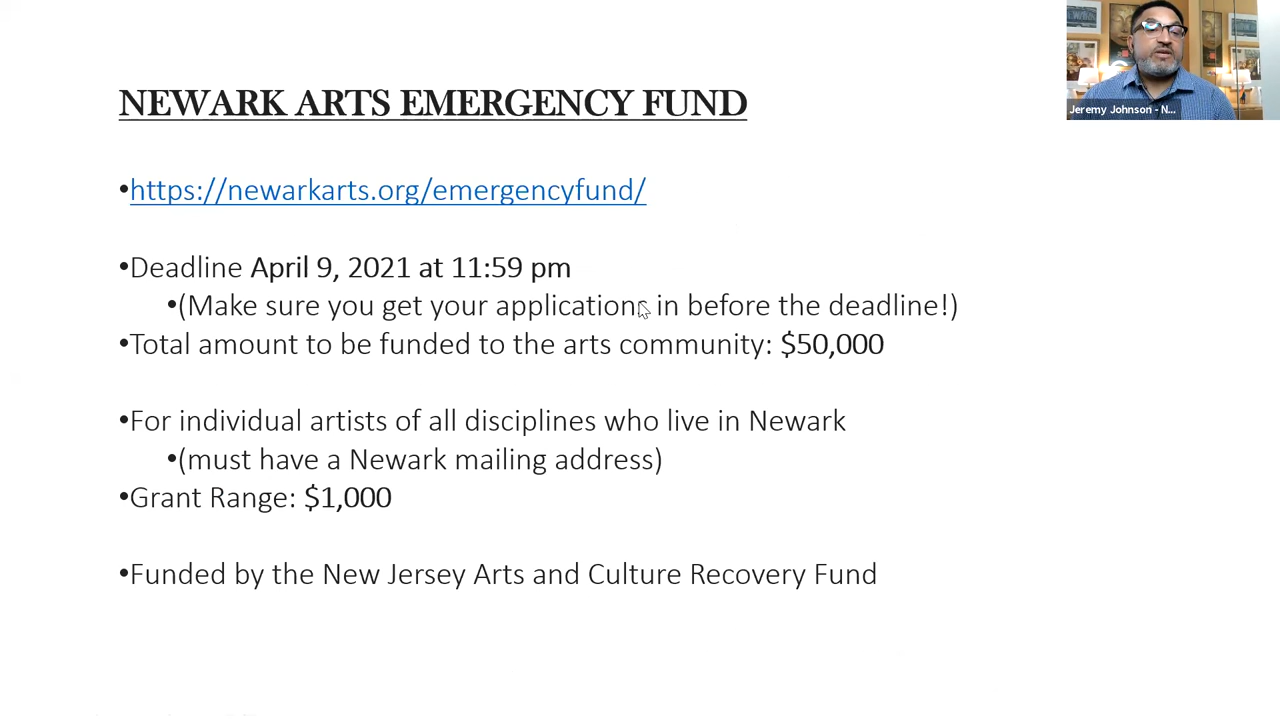 Jeremy Johnson - N...
NEWARK ARTS EMERGENCY FUND
•https://newarkarts.org/emergencyfund/
•Deadline April 9, 2021 at 11:59 pm
•(Make sure you get your applications in before the deadline!)
•Total amount to be funded to the arts community: $50,000
•For individual artists of all disciplines who live in Newark
•(must have a Newark mailing address)
•Grant Range: $1,000
•Funded by the New Jersey Arts and Culture Recovery Fund